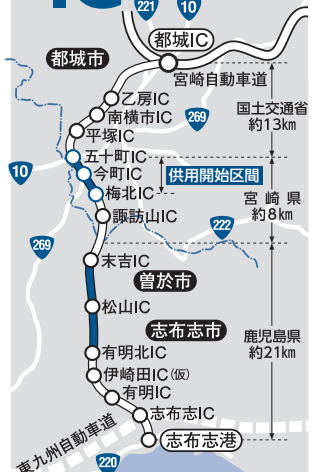 221
10
都城IC
都城市
宮崎自動車道
乙房IC
南横市IC
平塚IC
269
国土交通省
約13km
五十町IC
今町IC
梅北IC
供用開始区間
10
諏訪山IC
宮崎県
約8km
222
269
末吉IC
曽於市
松山IC
志布志市
有明北IC
鹿児島県
約21km
伊崎田IC(仮)
有明IC
志布志IC
東九州自動車道
志布志港
220